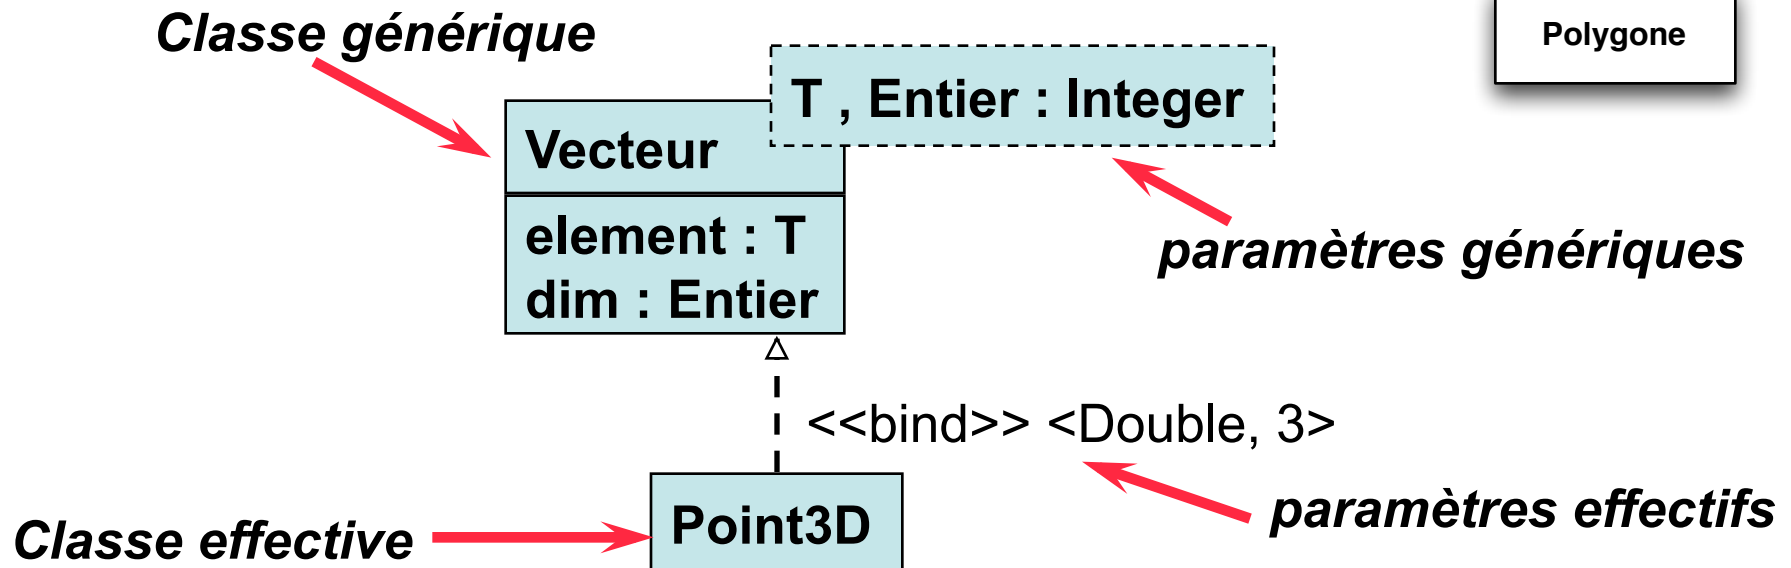 Classe générique
Polygone
T , Entier : Integer
Vecteur
element : T
dim : Entier
paramètres génériques
<<bind>> <Double, 3>
paramètres effectifs
Point3D
Classe effective